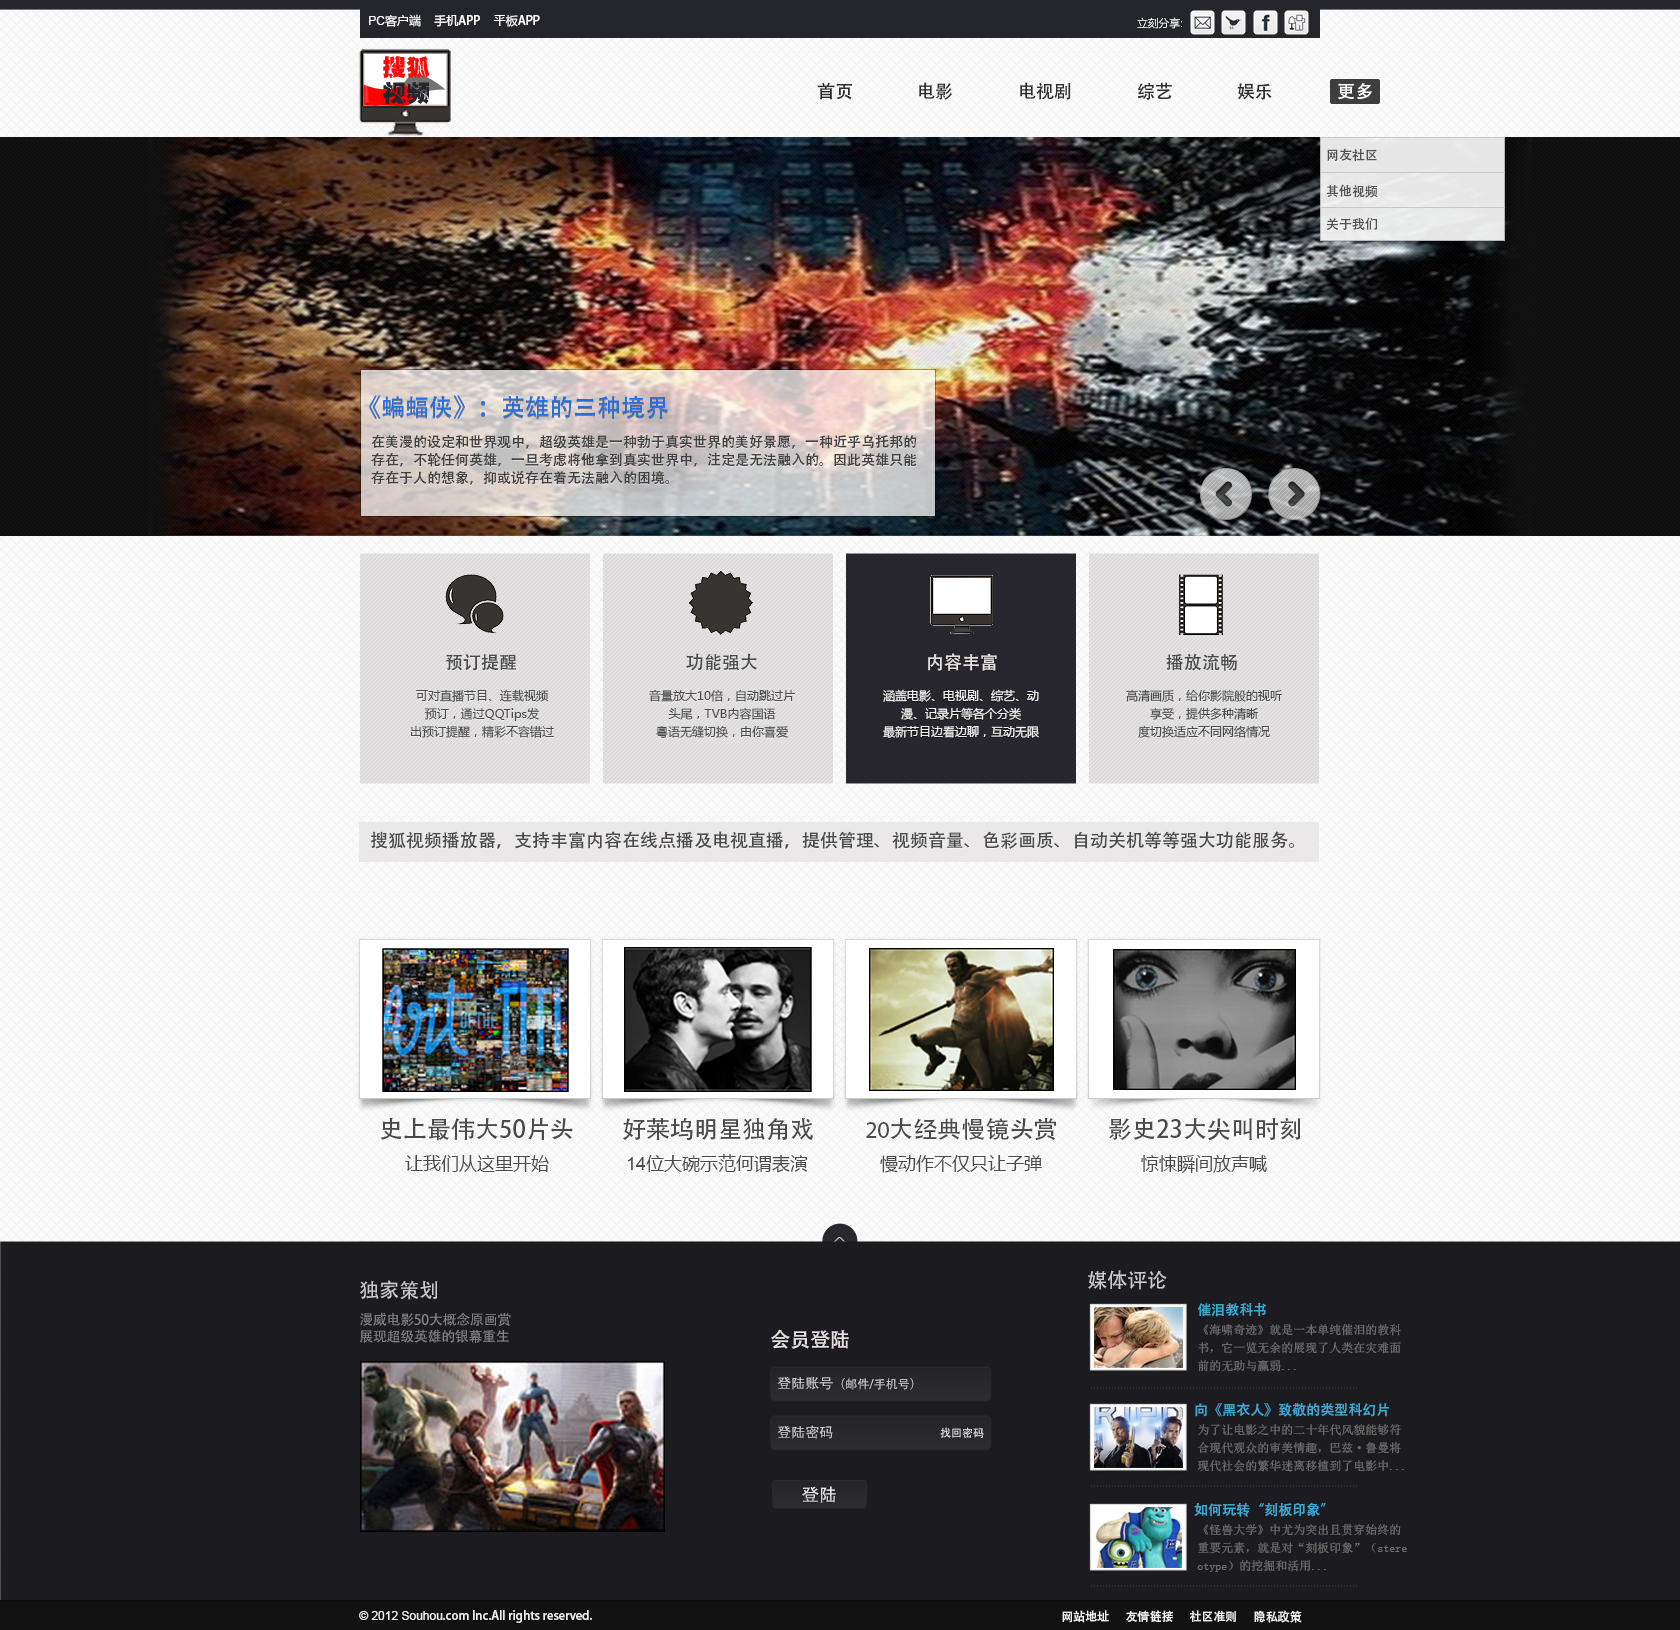 PC客户端 手机APP 平板APP
立刻分享:
搜狐
视频
首页 电影 电视剧 综艺 娱乐 更多
网友社区
其他视频
关于我们
《蝙蝠侠》：英雄的三种境界
在美漫的设定和世界观中，超级英雄是一种勃于真实世界的美好景愿，一种近乎乌托邦的
存在，不轮任何英雄，一旦考虑将他拿到真实世界中，注定是无法融入的。因此英雄只能
存在于人的想象，抑或说存在着无法融入的困境。
预订提醒
可对直播节目、连载视频
预订，通过QQTips发
出预订提醒，精彩不容错过
功能强大
音量放大10倍，自动跳过片
头尾，TVB内容国语
粤语无缝切换，由你喜爱
内容丰富
涵盖电影、电视剧、综艺、动
漫、记录片等各个分类
最新节目边看边聊，互动无限
播放流畅
高清画质，给你影院般的视听
享受，提供多种清晰
度切换适应不同网络情况
搜狐视频播放器，支持丰富内容在线点播及电视直播，提供管理、视频音量、色彩画质、自动关机等等强大功能服务。
Art OF THE TITLE
史上最伟大50片头
让我们从这里开始
好莱坞明星独角戏
14位大碗示范何谓表演
20大经典慢镜头赏
慢动作不仅只让子弹
影史23大尖叫时刻
惊悚瞬间放声喊
独家策划
漫威电影50大概念原画赏
展现超级英雄的银幕重生
会员登陆
登陆账号（邮件/手机号）
登陆密码 找回密码
登陆
媒体评论
催泪教科书
《海啸奇迹》就是一本单纯催泪的教科
书，它一览无余的展现了人类在灾难面
前的无助与赢弱...
向《黑衣人》致敬的类型科幻片
为了让电影之中的二十年代风貌能够符
合现代观众的审美情趣，巴兹·鲁曼将
现代社会的繁华迷离移植到了电影中...
RIPD
如何玩转“刻板印象”
《怪兽大学》中尤为突出且贯穿始终的
重要元素，就是对“刻板印象”（stere
otype）的挖掘和活用...
© 2012 Souhou.com Inc.All rights reserved.
网站地址 友情链接 社区准则 隐私政策